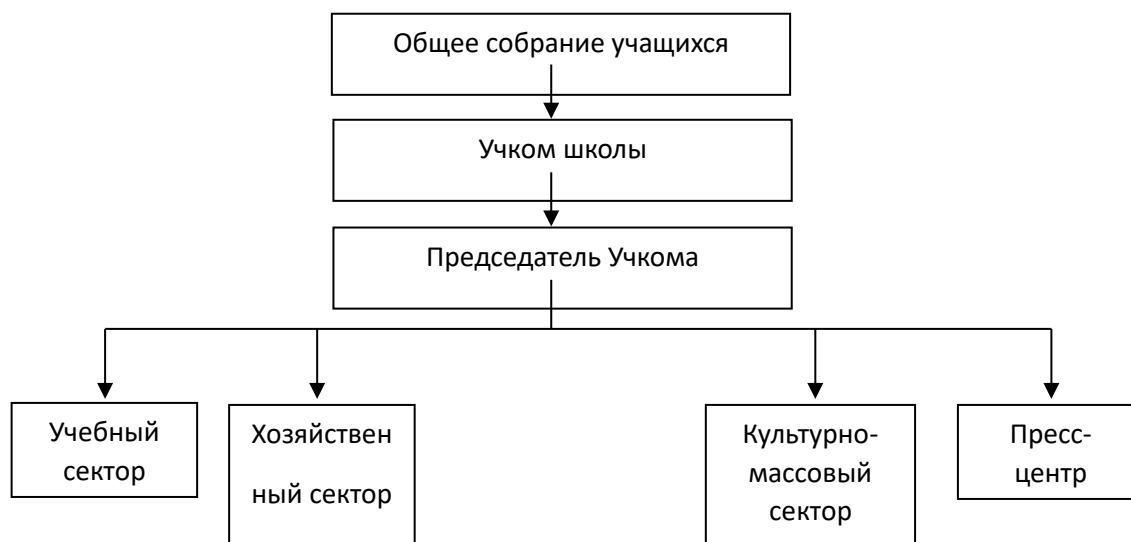 Общее собрание учащихся
Учком школы
Председатель Учкома
Учебный
сектор
Хозяйствен
ный сектор
Культурно-
массовый
сектор
Пресс-
центр